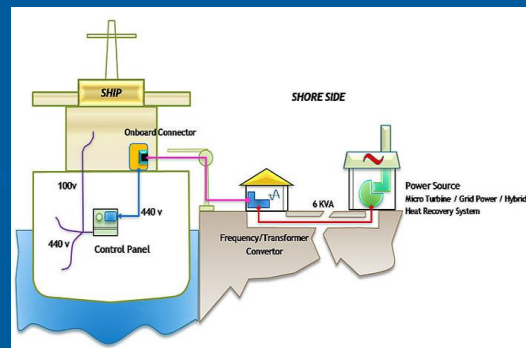 SHIP
SHORE SIDE
Onboard Connector
100v
440 v
440 v
Control Panel
6 KVA
Frequency/Transformer
Convertor
Power Source
Micro Turbine / Grid Power / Hybrid
Heat Recovery System